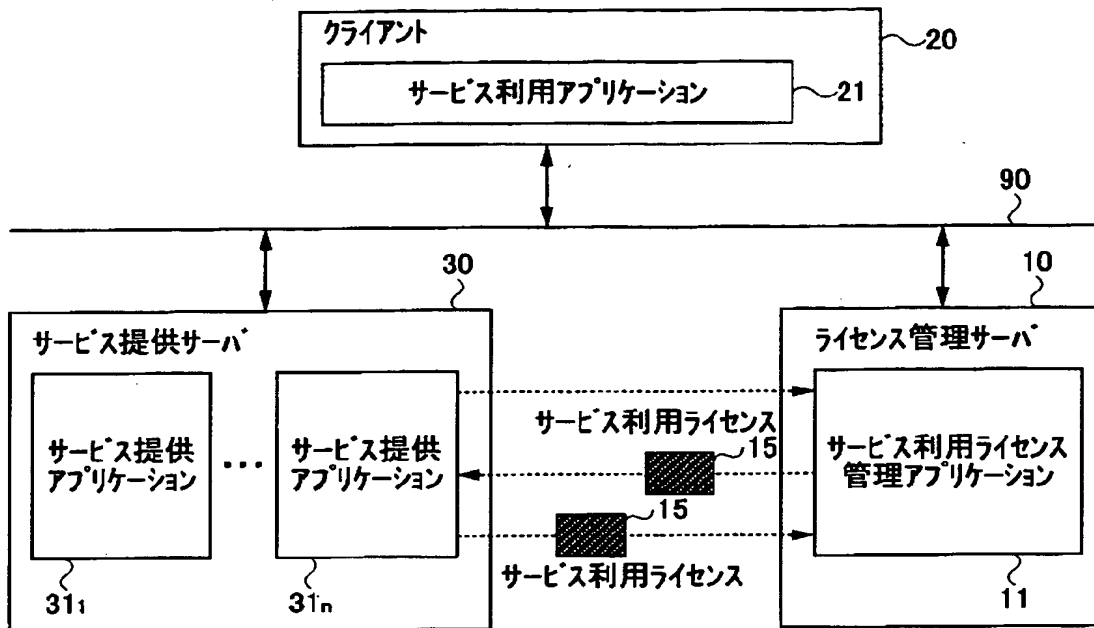 クライアント
20
サービス利用アプリケーション
21
90
30
10
サービス提供サーバ
ライセンス管理サーバ
サービス提供
アプリケーション
・・・
サービス提供
アプリケーション
サービス利用ライセンス
15
サービス利用ライセンス
管理アプリケーション
15
サービス利用ライセンス
31₁
31ₙ
11